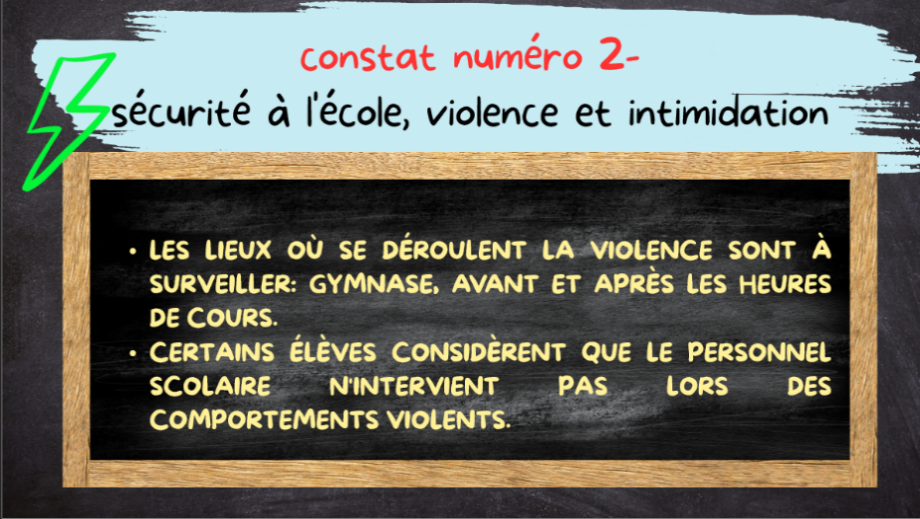 constat numéro 2-
sécurité à l'école, violence et intimidation
• LES LIEUX OÙ SE DÉROULENT LA VIOLENCE SONT À
SURVEILLER: GYMNASE, AVANT ET APRÈS LES HEURES
DE COURS.
• CERTAINS ÉLÈVES CONSIDÈRENT QUE LE PERSONNEL
SCOLAIRE N'INTERVIENT PAS LORS DES
COMPORTEMENTS VIOLENTS.